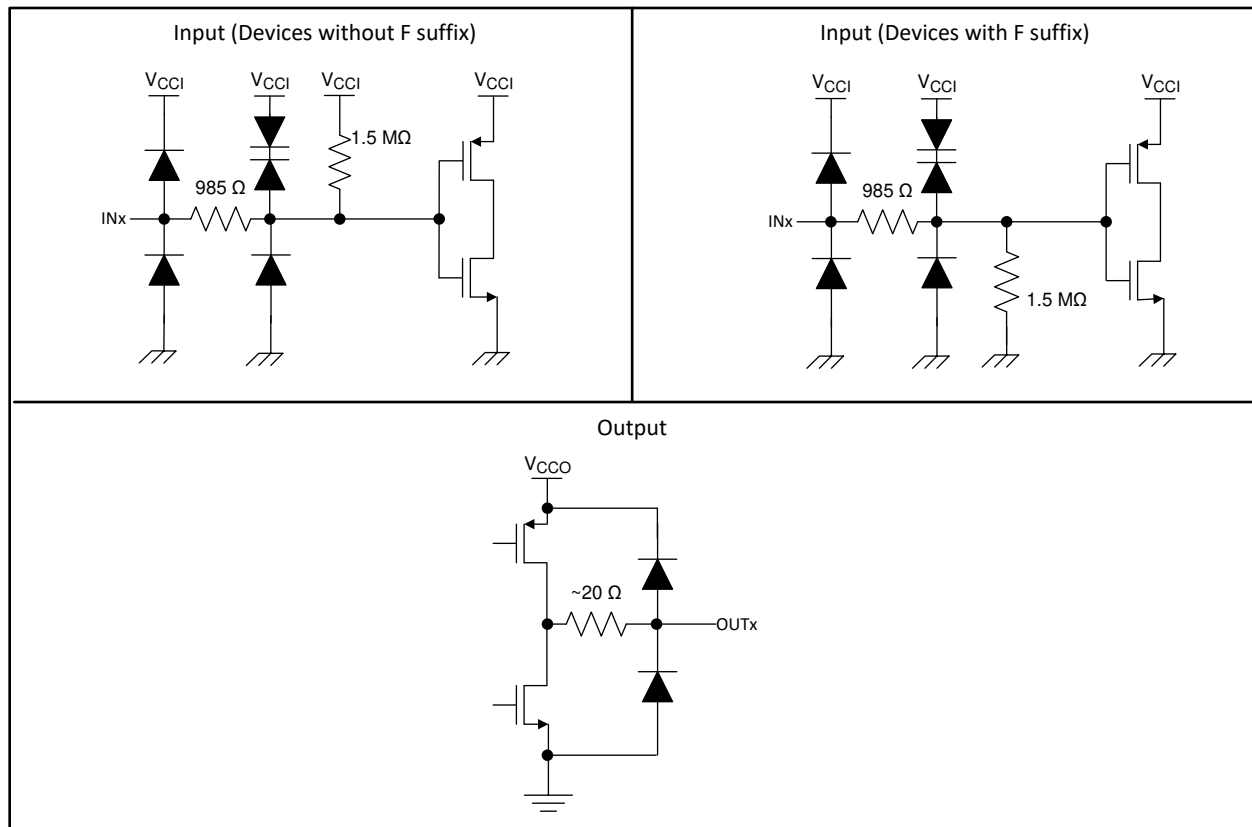 Input (Devices without F suffix)
VCCI VCCI VCCI VCCI
1.5 MΩ
985 Ω
INx
Input (Devices with F suffix)
VCCI VCCI VCCI
985 Ω
INx
1.5 MΩ
Output
VCCO
~20 Ω
OUTx